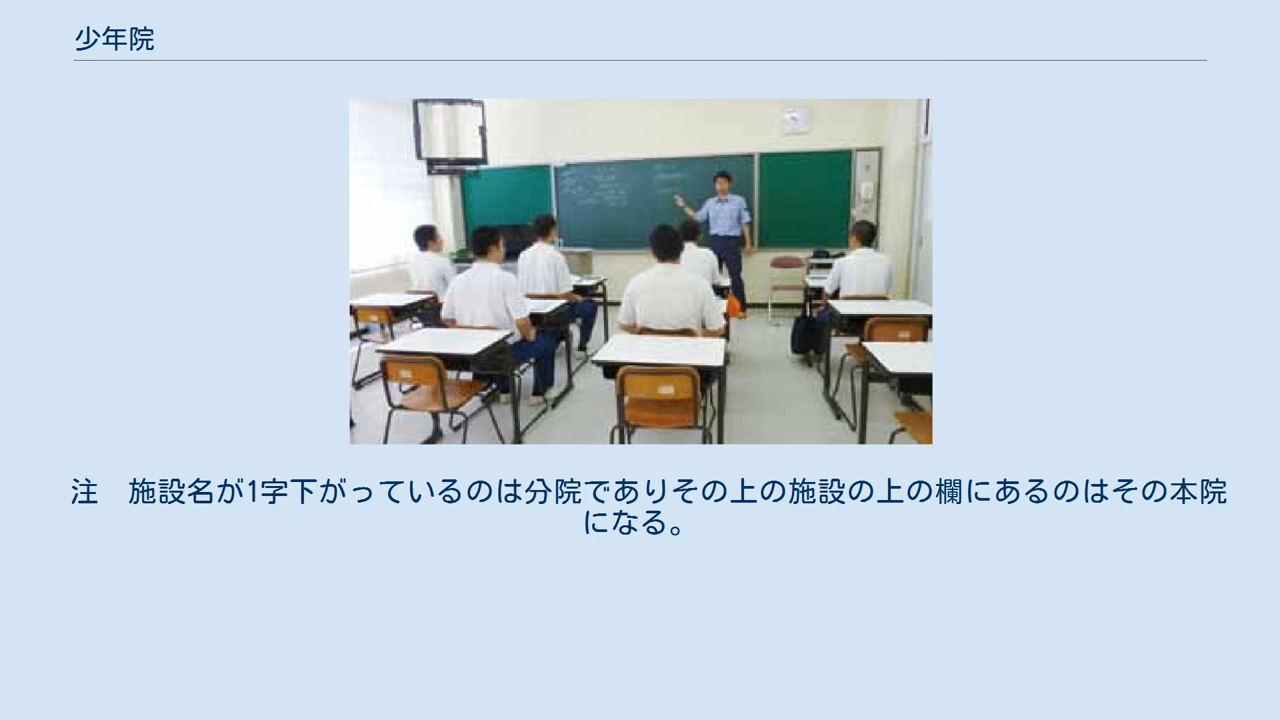 少年院
注　施設名が1字下がっているのは分院でありその上の施設の上の欄にあるのはその本院
になる。